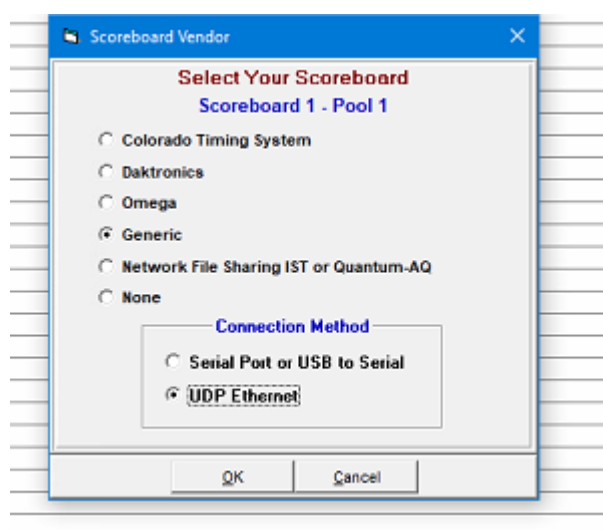 Scoreboard Vendor
Select Your Scoreboard
Scoreboard 1 - Pool 1
Colorado Timing System
Daktronics
Omega
Generic
Network File Sharing IST or Quantum-AQ
None
Connection Method
Serial Port or USB to Serial
UDP Ethernet
OK Cancel